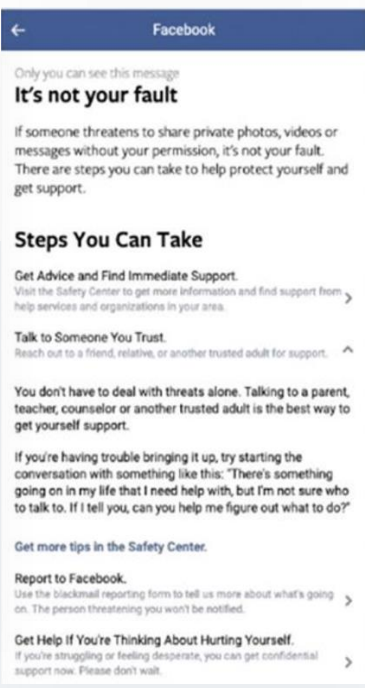 Facebook
Only you can see this message
It's not your fault
If someone threatens to share private photos, videos or
messages without your permission, it's not your fault.
There are steps you can take to help protect yourself and
get support.
Steps You Can Take
Get Advice and Find Immediate Support.
Visit the Safety Center to get more information and find support from
help services and organizations in your area.
Talk to Someone You Trust.
Reach out to a friend, relative, or another trusted adult for support.
You don't have to deal with threats alone. Talking to a parent,
teacher, counselor or another trusted adult is the best way to
get yourself support.
If you're having trouble bringing it up, try starting the
conversation with something like this: "There's something
going on in my life that I need help with, but I'm not sure who
to talk to. If I tell you, can you help me figure out what to do?"
Get more tips in the Safety Center.
Report to Facebook.
Use the blackmail reporting form to tell us more about what's going
on. The person threatening you won't be notified.
Get Help If You're Thinking About Hurting Yourself.
If you're struggling or feeling desperate, you can get confidential
support now. Please don't wait.